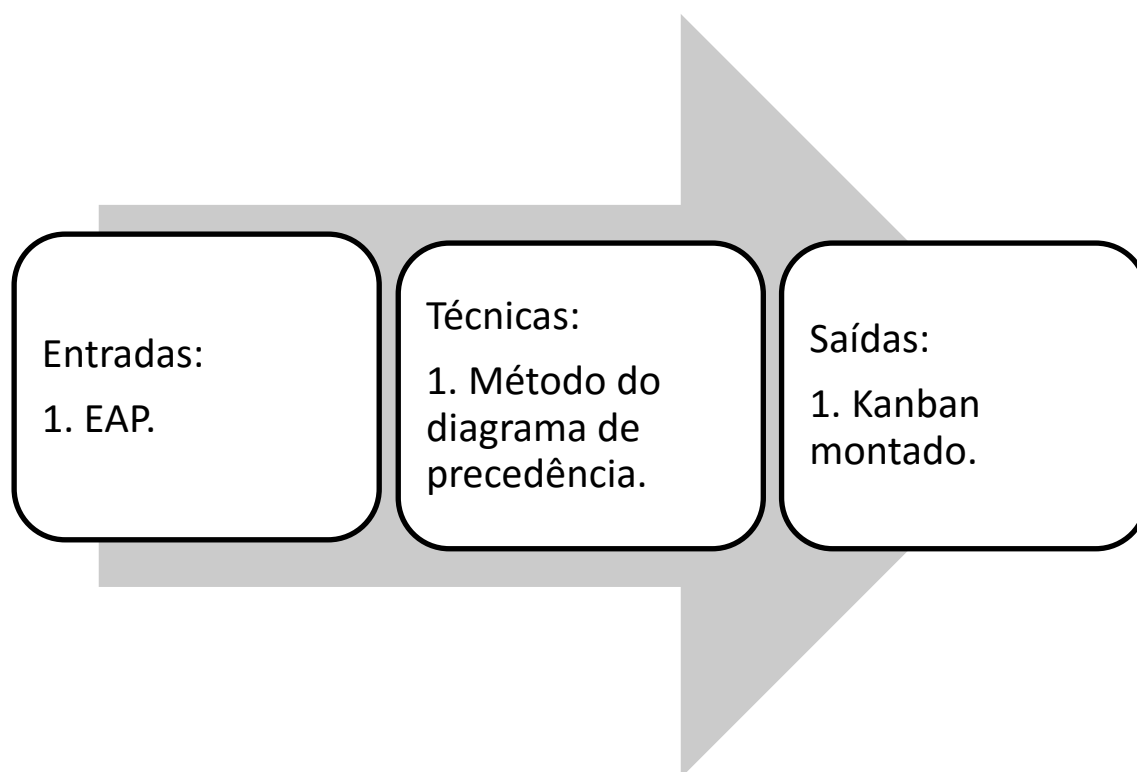 Entradas:
1. EAP.
Técnicas:
1. Método do
diagrama de
precedência.
Saídas:
1. Kanban
montado.